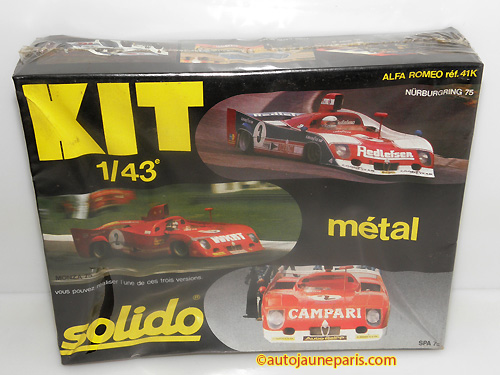 KIT
1/43e
ALFA ROMEO réf. 41K
NÜRBURGRING 75
Redlefsen
métal
vous pouvez réaliser l'une de ces trois versions
solido®
CAMPARI
SPA
©autojauneparis.com